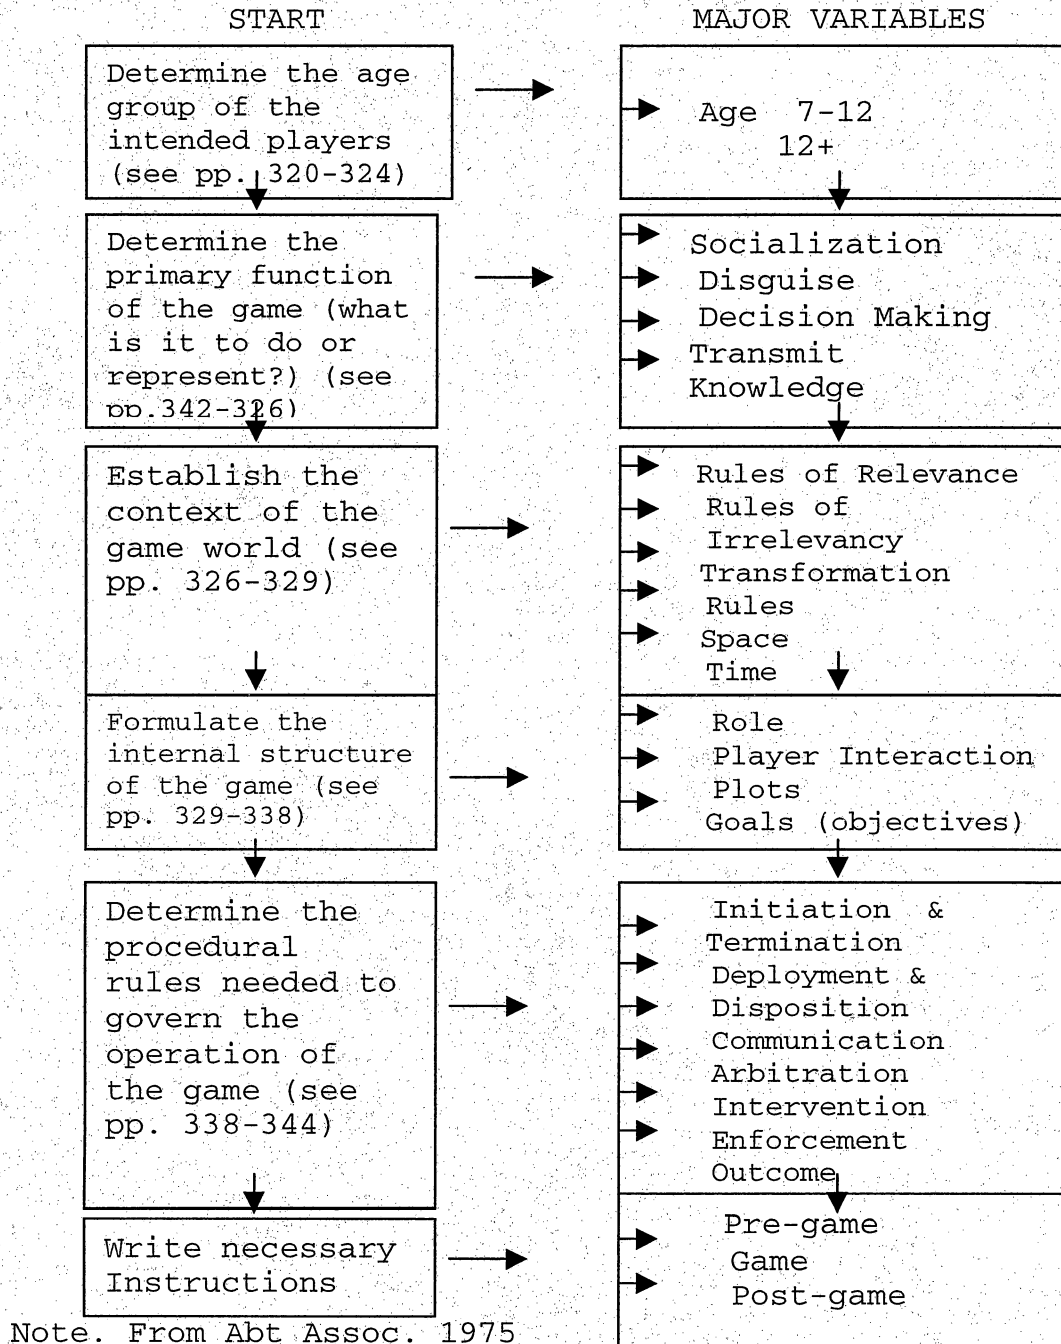 START
MAJOR VARIABLES
Determine the age
group of the
intended players
(see pp. 320-324)
Age 7-12
12+
Determine the
primary function
of the game (what
is it to do or
represent?) (see
pp.342-326)
Socialization
Disguise
Decision Making
Transmit
Knowledge
Establish the
context of the
game world (see
pp. 326-329)
Rules of Relevance
Rules of
Irrelevancy
Transformation
Rules
Space
Time
Formulate the
internal structure
of the game (see
pp. 329-338)
Role
Player Interaction
Plots
Goals (objectives)
Determine the
procedural
rules needed to
govern the
operation of
the game (see
pp. 338-344)
Initiation &
Termination
Deployment &
Disposition
Communication
Arbitration
Intervention
Enforcement
Outcome
Write necessary
Instructions
Pre-game
Game
Post-game
Note. From Abt Assoc. 1975